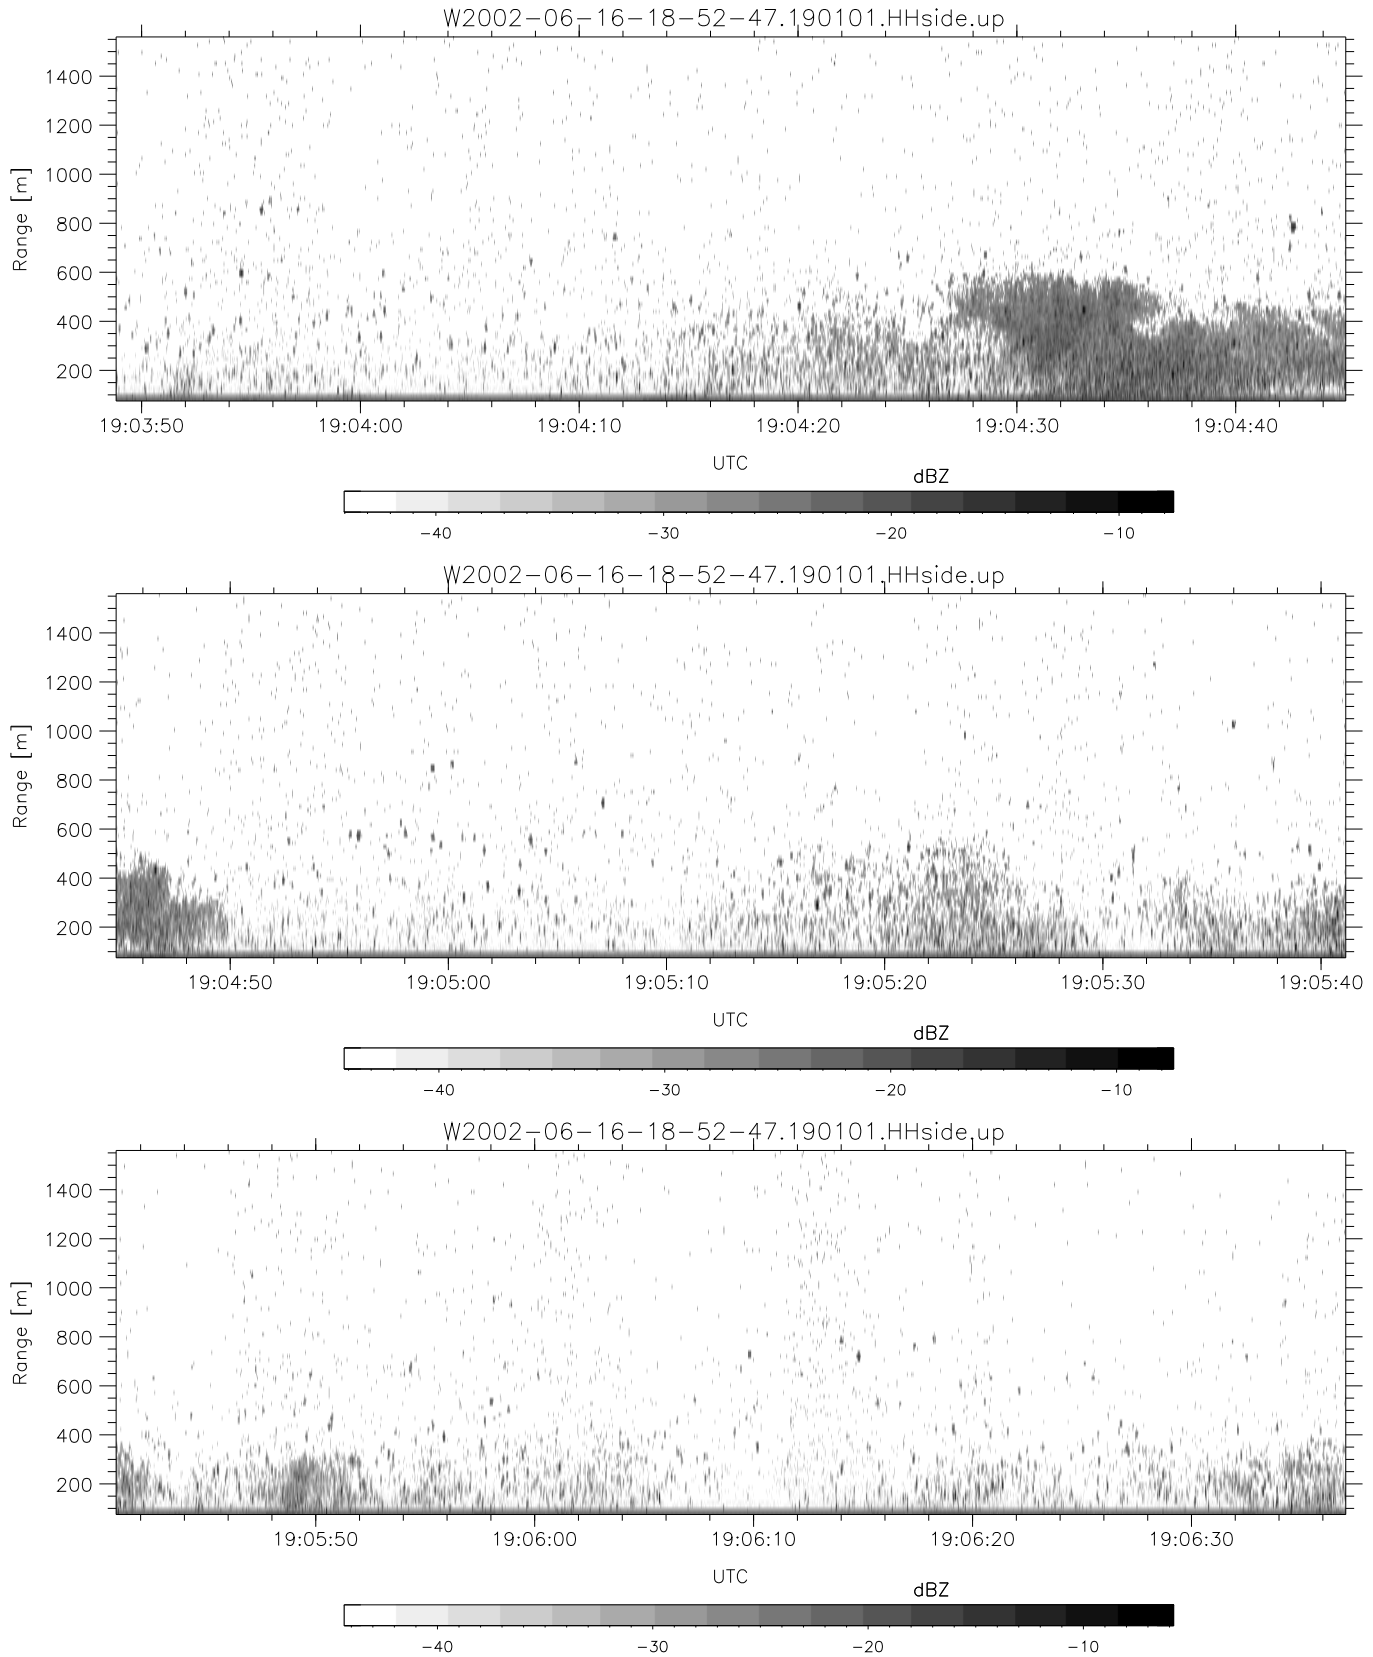 W2002-06-16-18-52-47.190101.HHside.up
1400
1200
1000
800
600
400
200
Range [m]
19:03:50 19:04:00 19:04:10 19:04:20 19:04:30 19:04:40
UTC
dBZ
-40 -30 -20 -10
W2002-06-16-18-52-47.190101.HHside.up
1400
1200
1000
800
600
400
200
Range [m]
19:04:50 19:05:00 19:05:10 19:05:20 19:05:30 19:05:40
UTC
dBZ
-40 -30 -20 -10
W2002-06-16-18-52-47.190101.HHside.up
1400
1200
1000
800
600
400
200
Range [m]
19:05:50 19:06:00 19:06:10 19:06:20 19:06:30
UTC
dBZ
-40 -30 -20 -10